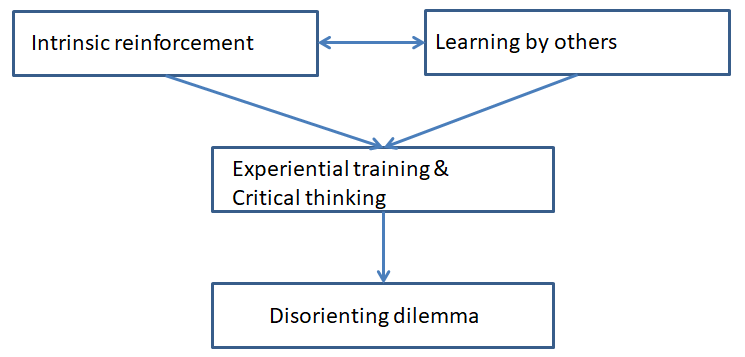 Intrinsic reinforcement
Learning by others
Experiential training &
Critical thinking
Disorienting dilemma